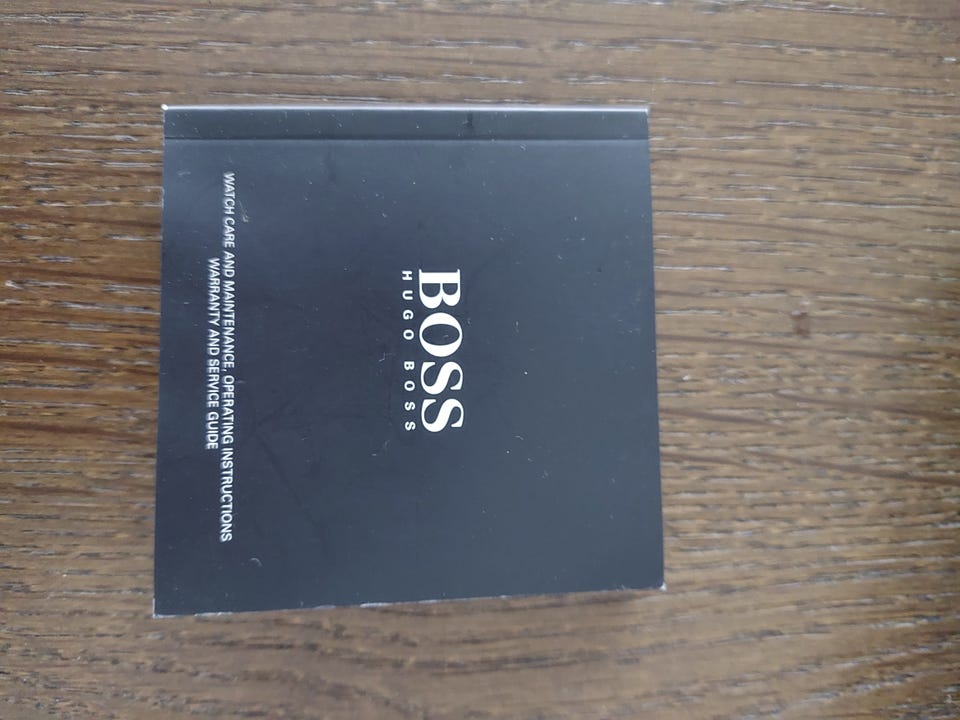 BOSS
HUGO BOSS
WATCH CARE AND MAINTENANCE, OPERATING INSTRUCTIONS
WARRANTY AND SERVICE GUIDE